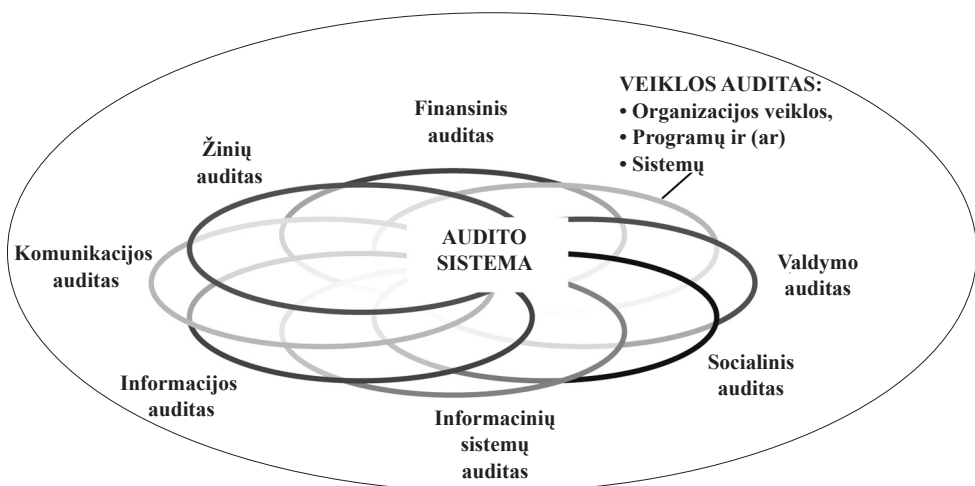 VEIKLOS AUDITAS:
• Organizacijos veiklos,
• Programų ir (ar)
• Sistemų
Finansinis
auditas
Žinių
auditas
Komunikacijos
auditas
AUDITO
SISTEMA
Valdymo
auditas
Socialinis
auditas
Informacijos
auditas
Informacinių
sistemų
auditas